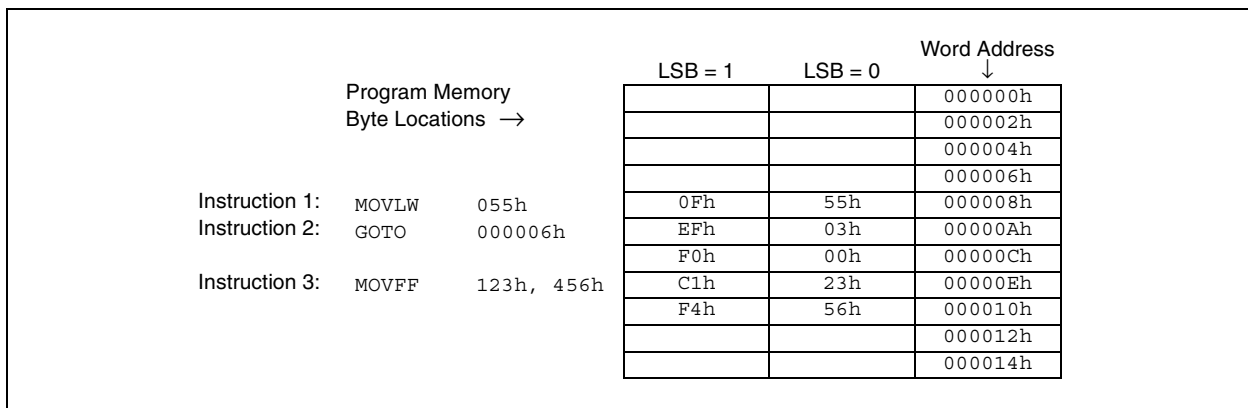 Word Address
LSB = 1 LSB = 0 ↓
Program Memory 000000h
Byte Locations → 000002h
000004h
000006h
Instruction 1: MOVLW 055h 0Fh 55h 000008h
Instruction 2: GOTO 000006h EFh 03h 00000Ah
F0h 00h 00000Ch
Instruction 3: MOVFF 123h, 456h C1h 23h 00000Eh
F4h 56h 000010h
000012h
000014h